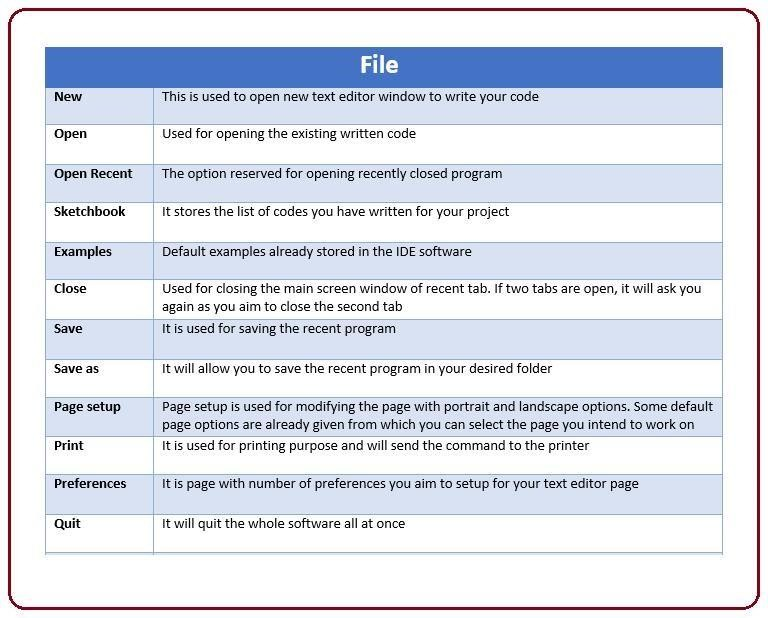 File
New This is used to open new text editor window to write your code
Open Used for opening the existing written code
Open Recent The option reserved for opening recently closed program
Sketchbook It stores the list of codes you have written for your project
Examples Default examples already stored in the IDE software
Close Used for closing the main screen window of recent tab. If two tabs are open, it will ask you
again as you aim to close the second tab
Save It is used for saving the recent program
Save as It will allow you to save the recent program in your desired folder
Page setup Page setup is used for modifying the page with portrait and landscape options. Some default
page options are already given from which you can select the page you intend to work on
Print It is used for printing purpose and will send the command to the printer
Preferences It is page with number of preferences you aim to setup for your text editor page
Quit It will quit the whole software all at once